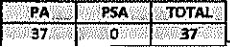 PA PSA TOTAL
37 0 37